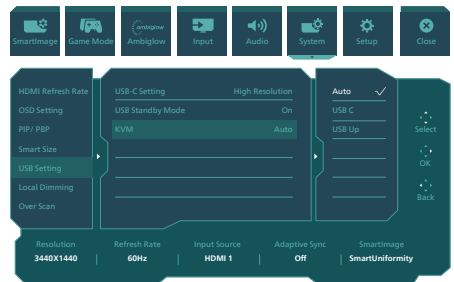 SmartImage Game Mode Ambiglow Input Audio System Setup Close
ambiglow
HDMI Refresh Rate USB-C Setting High Resolution Auto
OSD Setting USB Standby Mode On USB C
PIP/ PBP KVM Auto USB Up
Select
Smart Size
OK
USB Setting
Local Dimming
Back
Over Scan
Resolution Refresh Rate Input Source Adaptive Sync SmartImage
3440X1440 | 60Hz | HDMI 1 | Off | SmartUniformity